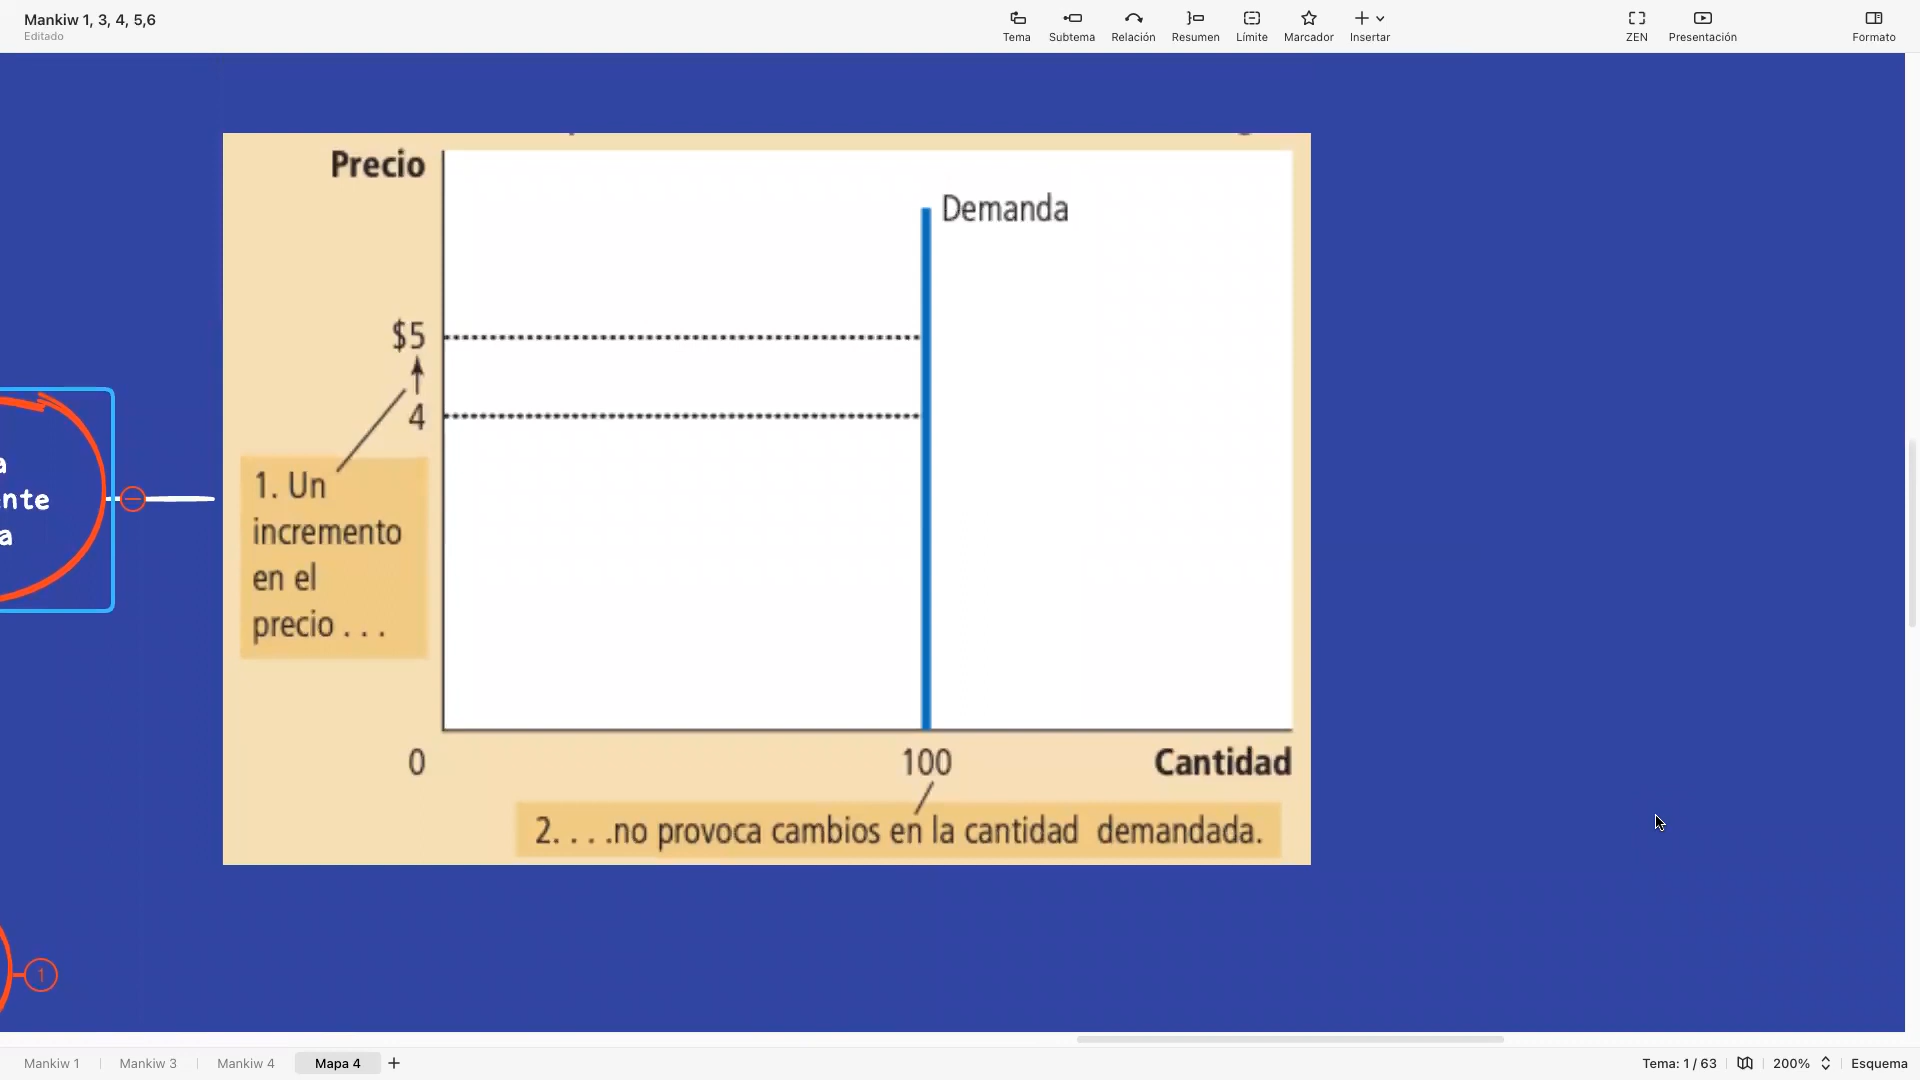 Mankiw 1, 3, 4, 5,6
Editado
Tema
Subtema
Relación
Resumen
Límite
Marcador
Insertar
ZEN
Presentación
Formato
Precio
Demanda
$5
4
1. Un
incremento
en el
precio . . .
0
100
Cantidad
2. . . .no provoca cambios en la cantidad demandada.
a
nte
a
1
Mankiw 1
Mankiw 3
Mankiw 4
Mapa 4
Tema: 1 / 63
200%
Esquema